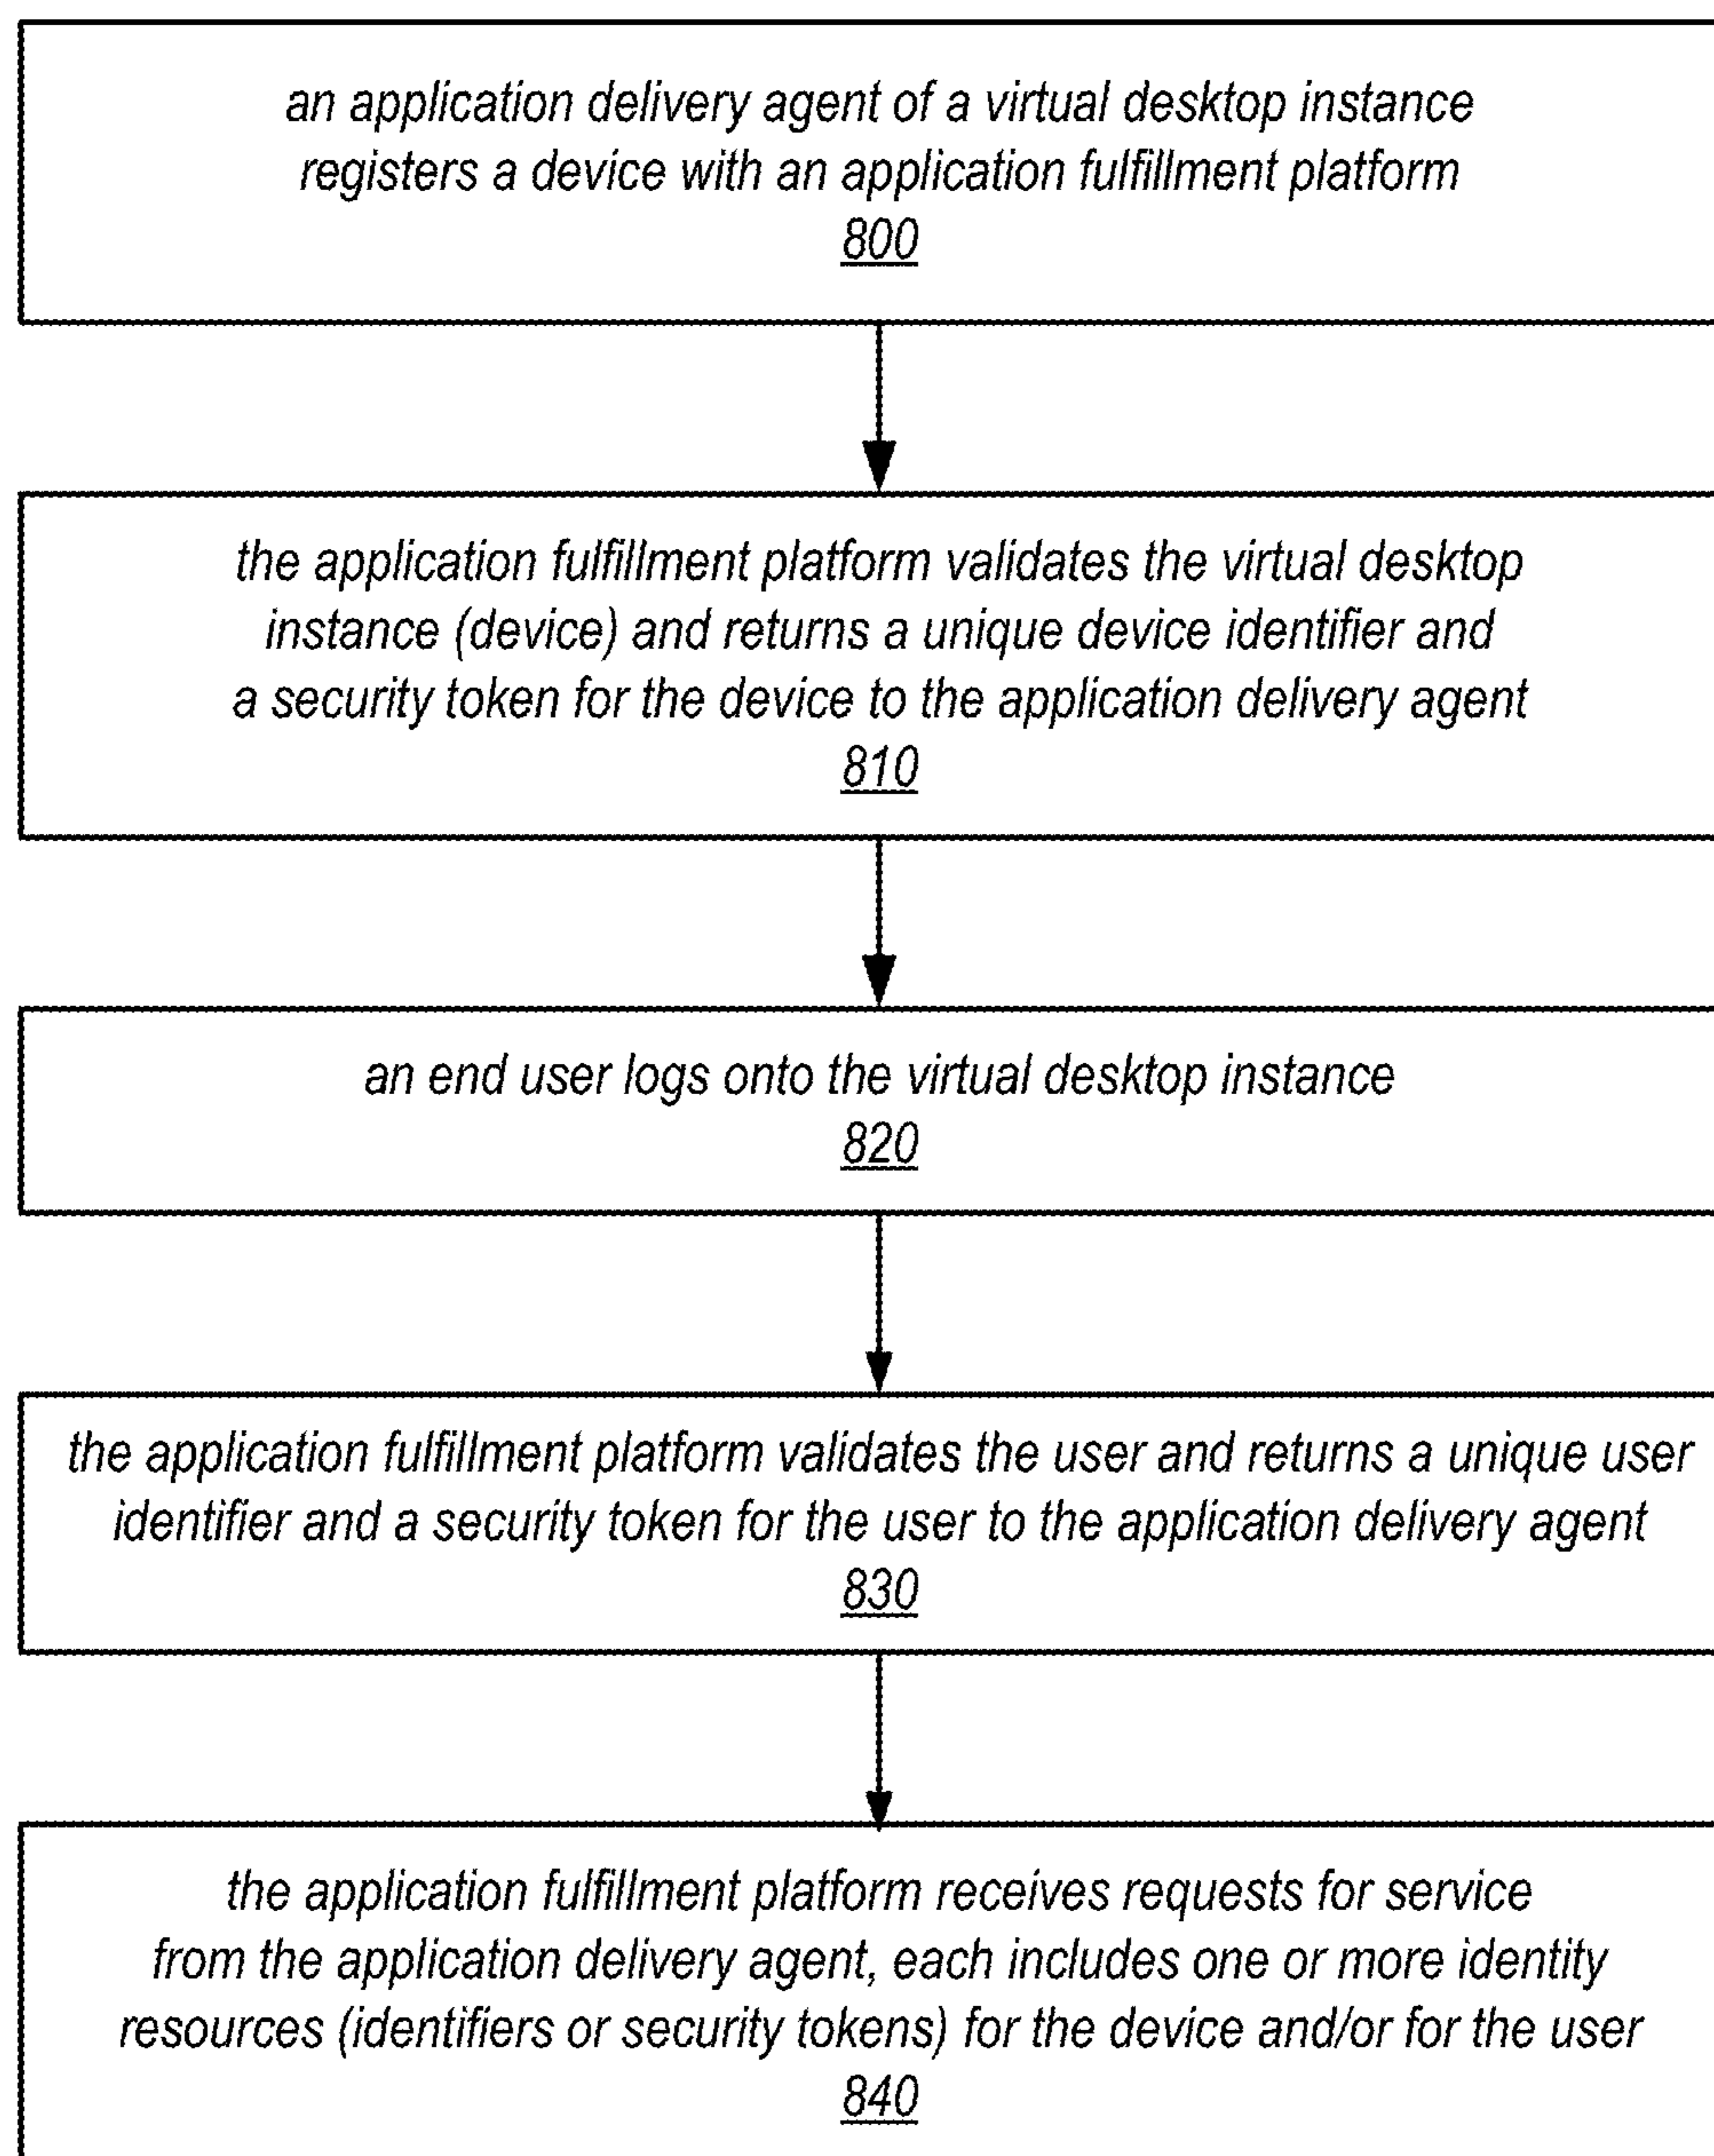 an application delivery agent of a virtual desktop instance
registers a device with an application fulfillment platform
800
the application fulfillment platform validates the virtual desktop
instance (device) and returns a unique device identifier and
a security token for the device to the application delivery agent
810
an end user logs onto the virtual desktop instance
820
the application fulfillment platform validates the user and returns a unique user
identifier and a security token for the user to the application delivery agent
830
the application fulfillment platform receives requests for service
from the application delivery agent, each includes one or more identity
resources (identifiers or security tokens) for the device and/or for the user
840